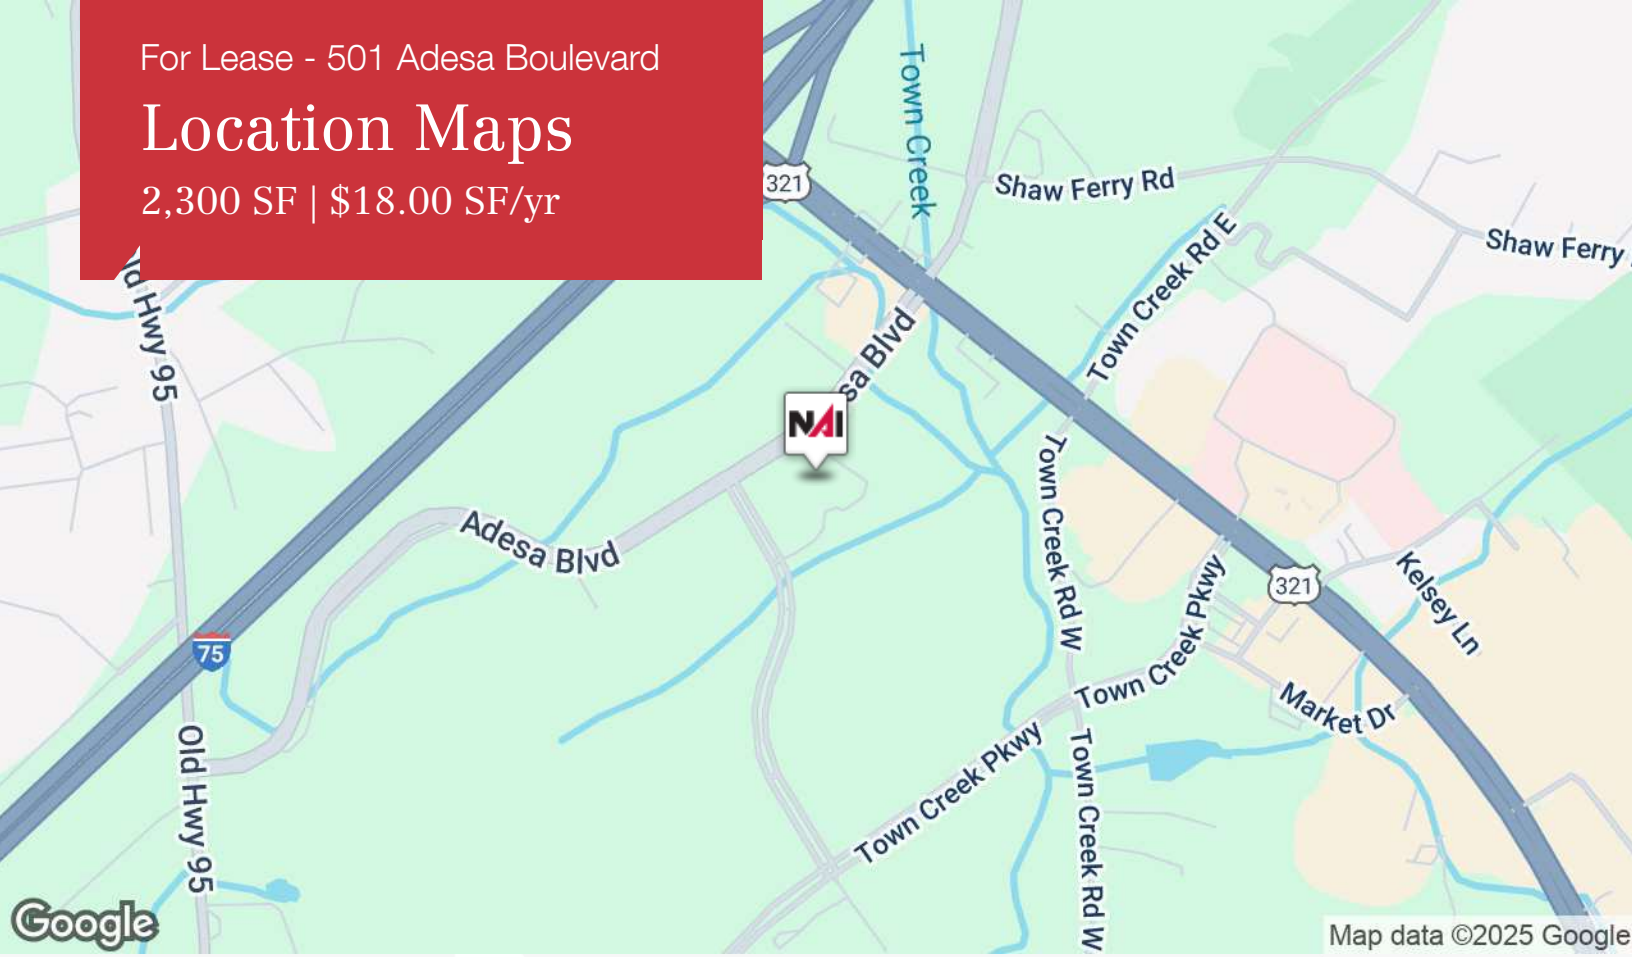 For Lease - 501 Adesa Boulevard
Location Maps
2,300 SF | $18.00 SF/yr
321
Town Creek
Shaw Ferry Rd
Shaw Ferry
Town Creek Rd E
ld Hwy 95
sa Blvd
NAI
Adesa Blvd
Town Creek Rd W
321
Kelsey Ln
Town Creek Pkwy
75
Market Dr
Old Hwy 95
Town Creek Pkwy
Town Creek Rd W
Google
Map data ©2025 Google